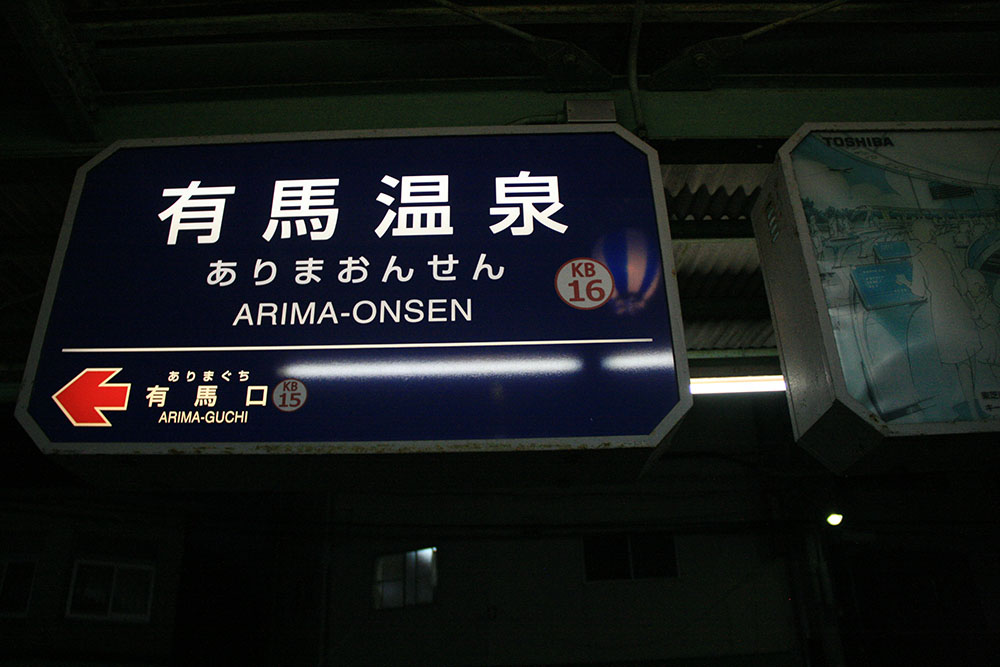 有馬温泉
ありまおんせん
ARIMA-ONSEN
KB
16
ありまぐち
有馬口
ARIMA-GUCHI
KB
15
TOSHIBA